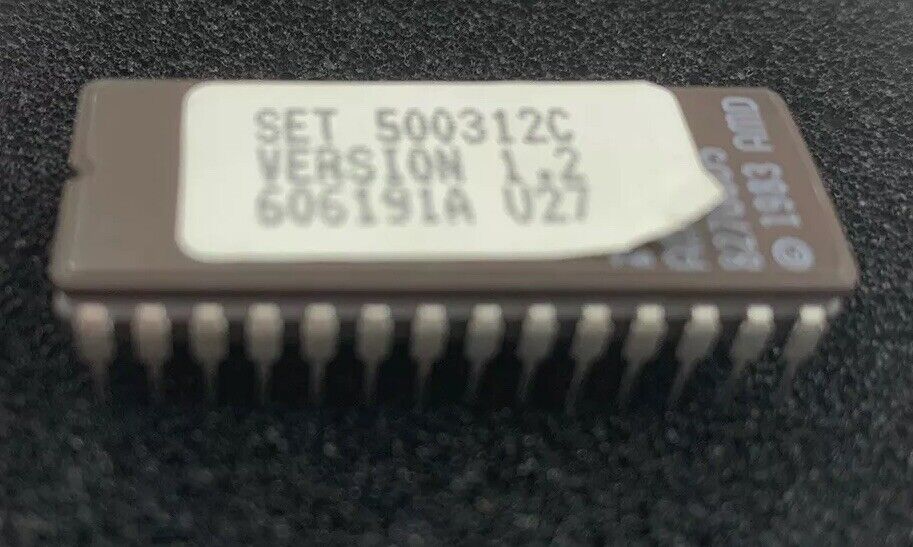 SET 500312C
VERSION 1.2
606191A U27
© 1983 AMD